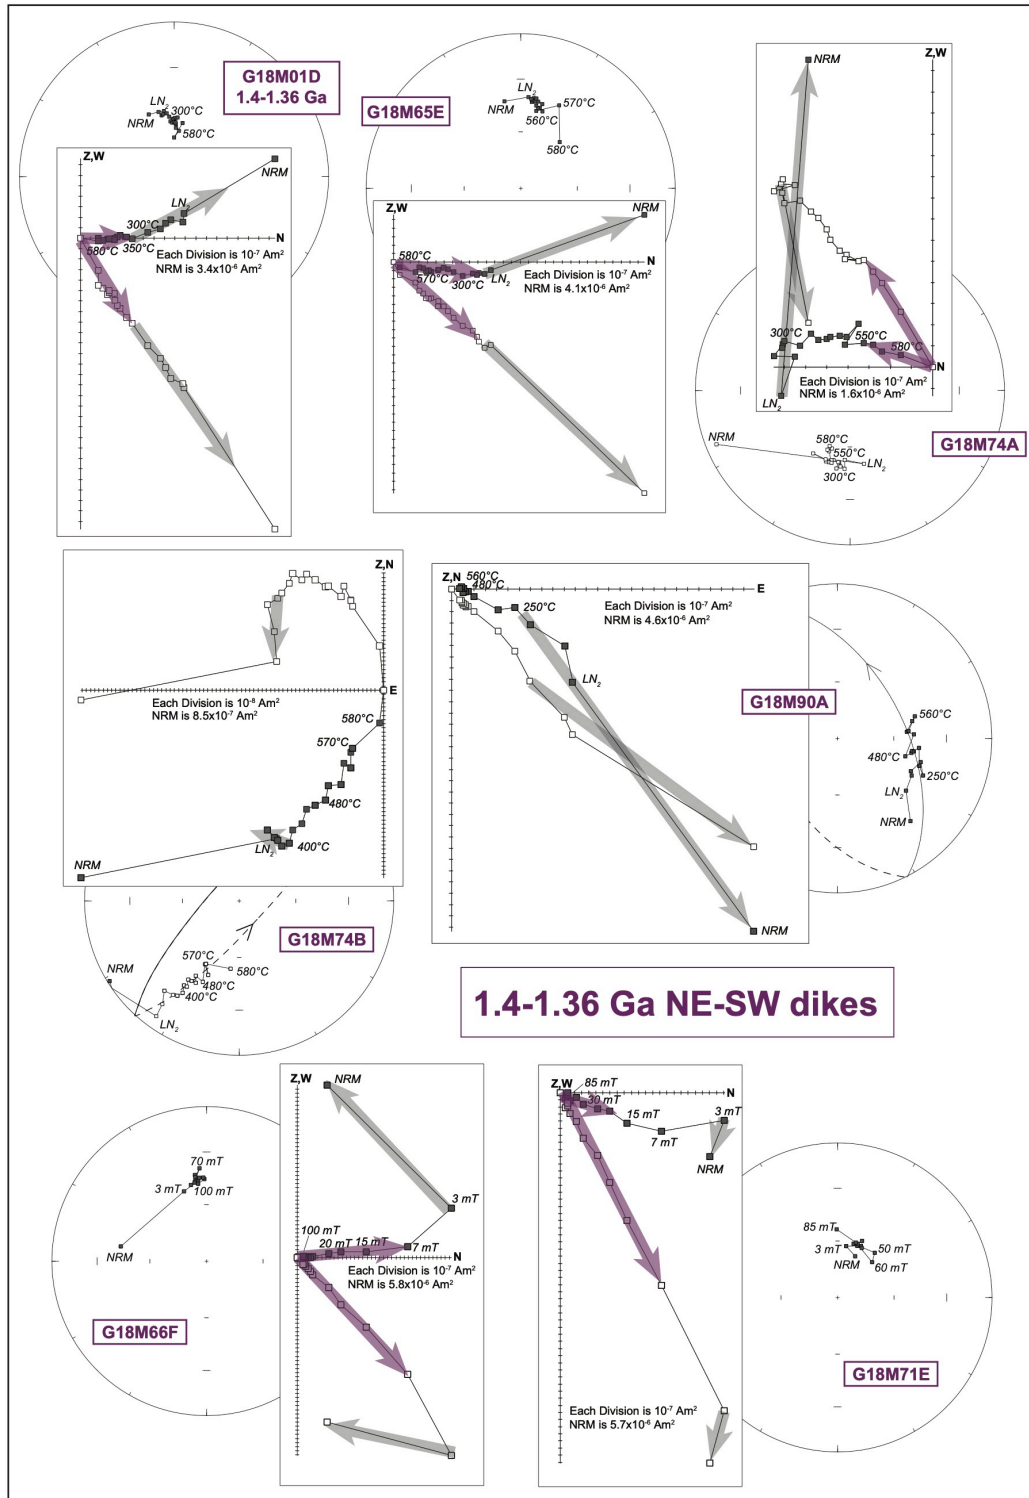 G18M01D
1.4-1.36 Ga
LN₂
300°C
NRM
580°C
Z,W
NRM
LN₂
300°C
N
580°C
350°C
Each Division is 10⁻⁷ Am²
NRM is 3.4x10⁻⁶ Am²
G18M65E
LN₂
570°C
NRM
560°C
580°C
Z,W
NRM
580°C
N
570°C
300°C
LN₂
Each Division is 10⁻⁷ Am²
NRM is 4.1x10⁻⁶ Am²
Z,W
NRM
300°C
550°C
580°C
N
Each Division is 10⁻⁷ Am²
NRM is 1.6x10⁻⁶ Am²
LN₂
G18M74A
NRM
580°C
550°C
LN₂
300°C
Z,N
E
Each Division is 10⁻⁸ Am²
NRM is 8.5x10⁻⁷ Am²
580°C
570°C
480°C
LN₂
400°C
NRM
G18M74B
NRM
570°C
580°C
480°C
400°C
LN₂
Z,N
560°C
480°C
E
250°C
Each Division is 10⁻⁷ Am²
NRM is 4.6x10⁻⁶ Am²
LN₂
NRM
G18M90A
560°C
480°C
250°C
LN₂
NRM
1.4-1.36 Ga NE-SW dikes
Z,W
NRM
3 mT
100 mT
20 mT
15 mT
7 mT
N
Each Division is 10⁻⁷ Am²
NRM is 5.8x10⁻⁶ Am²
70 mT
3 mT
100 mT
NRM
G18M66F
Z,W
85 mT
N
30 mT
15 mT
3 mT
7 mT
NRM
Each Division is 10⁻⁷ Am²
NRM is 5.7x10⁻⁶ Am²
85 mT
3 mT
50 mT
NRM
60 mT
G18M71E